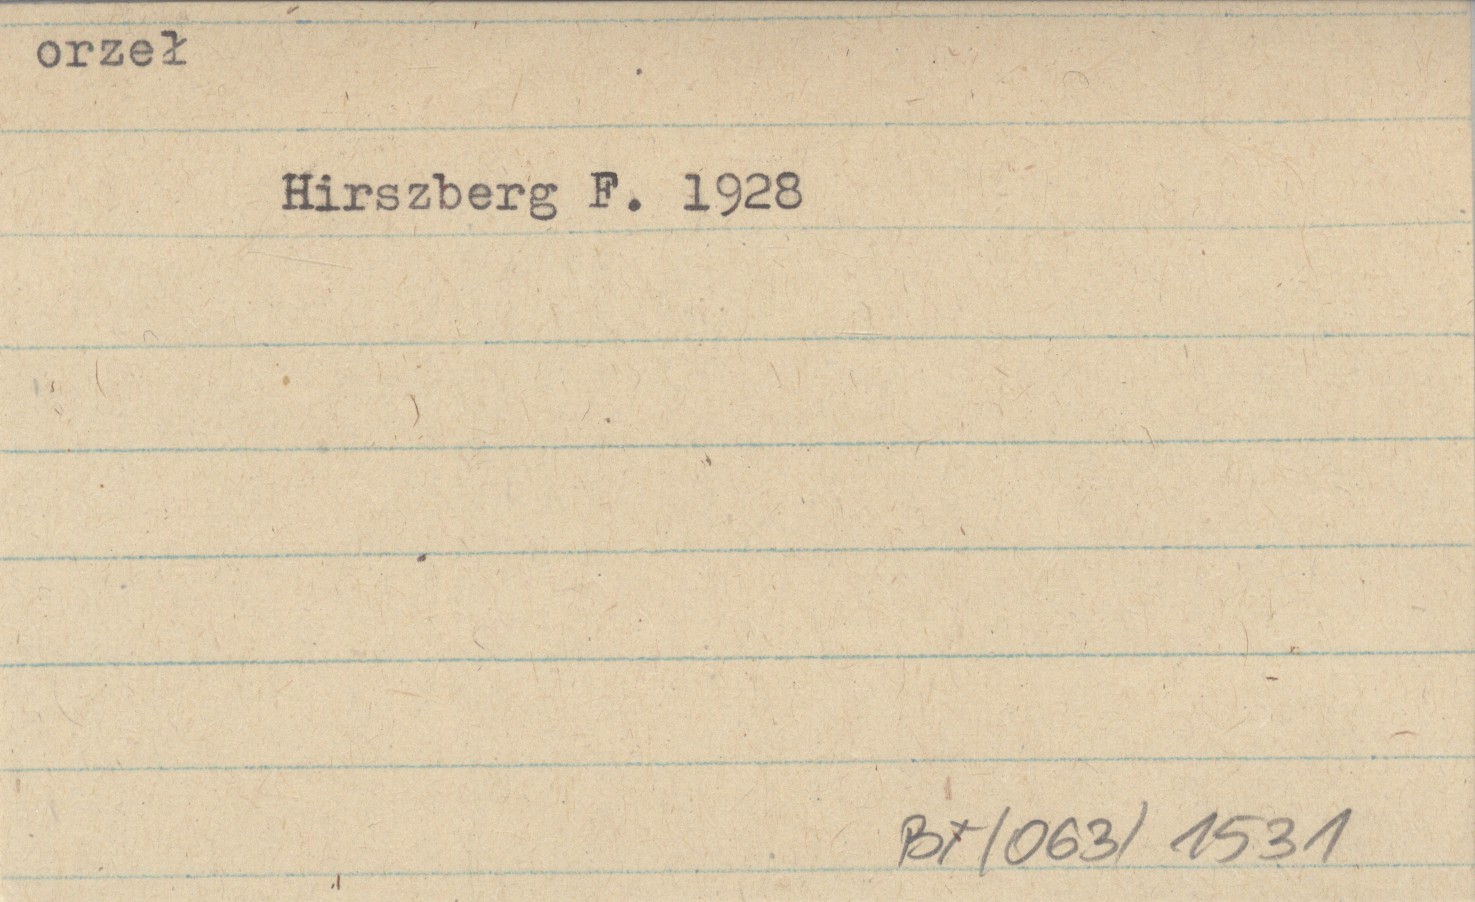 orzeł
Hirszberg F. 1928
Bt/063/ 1531